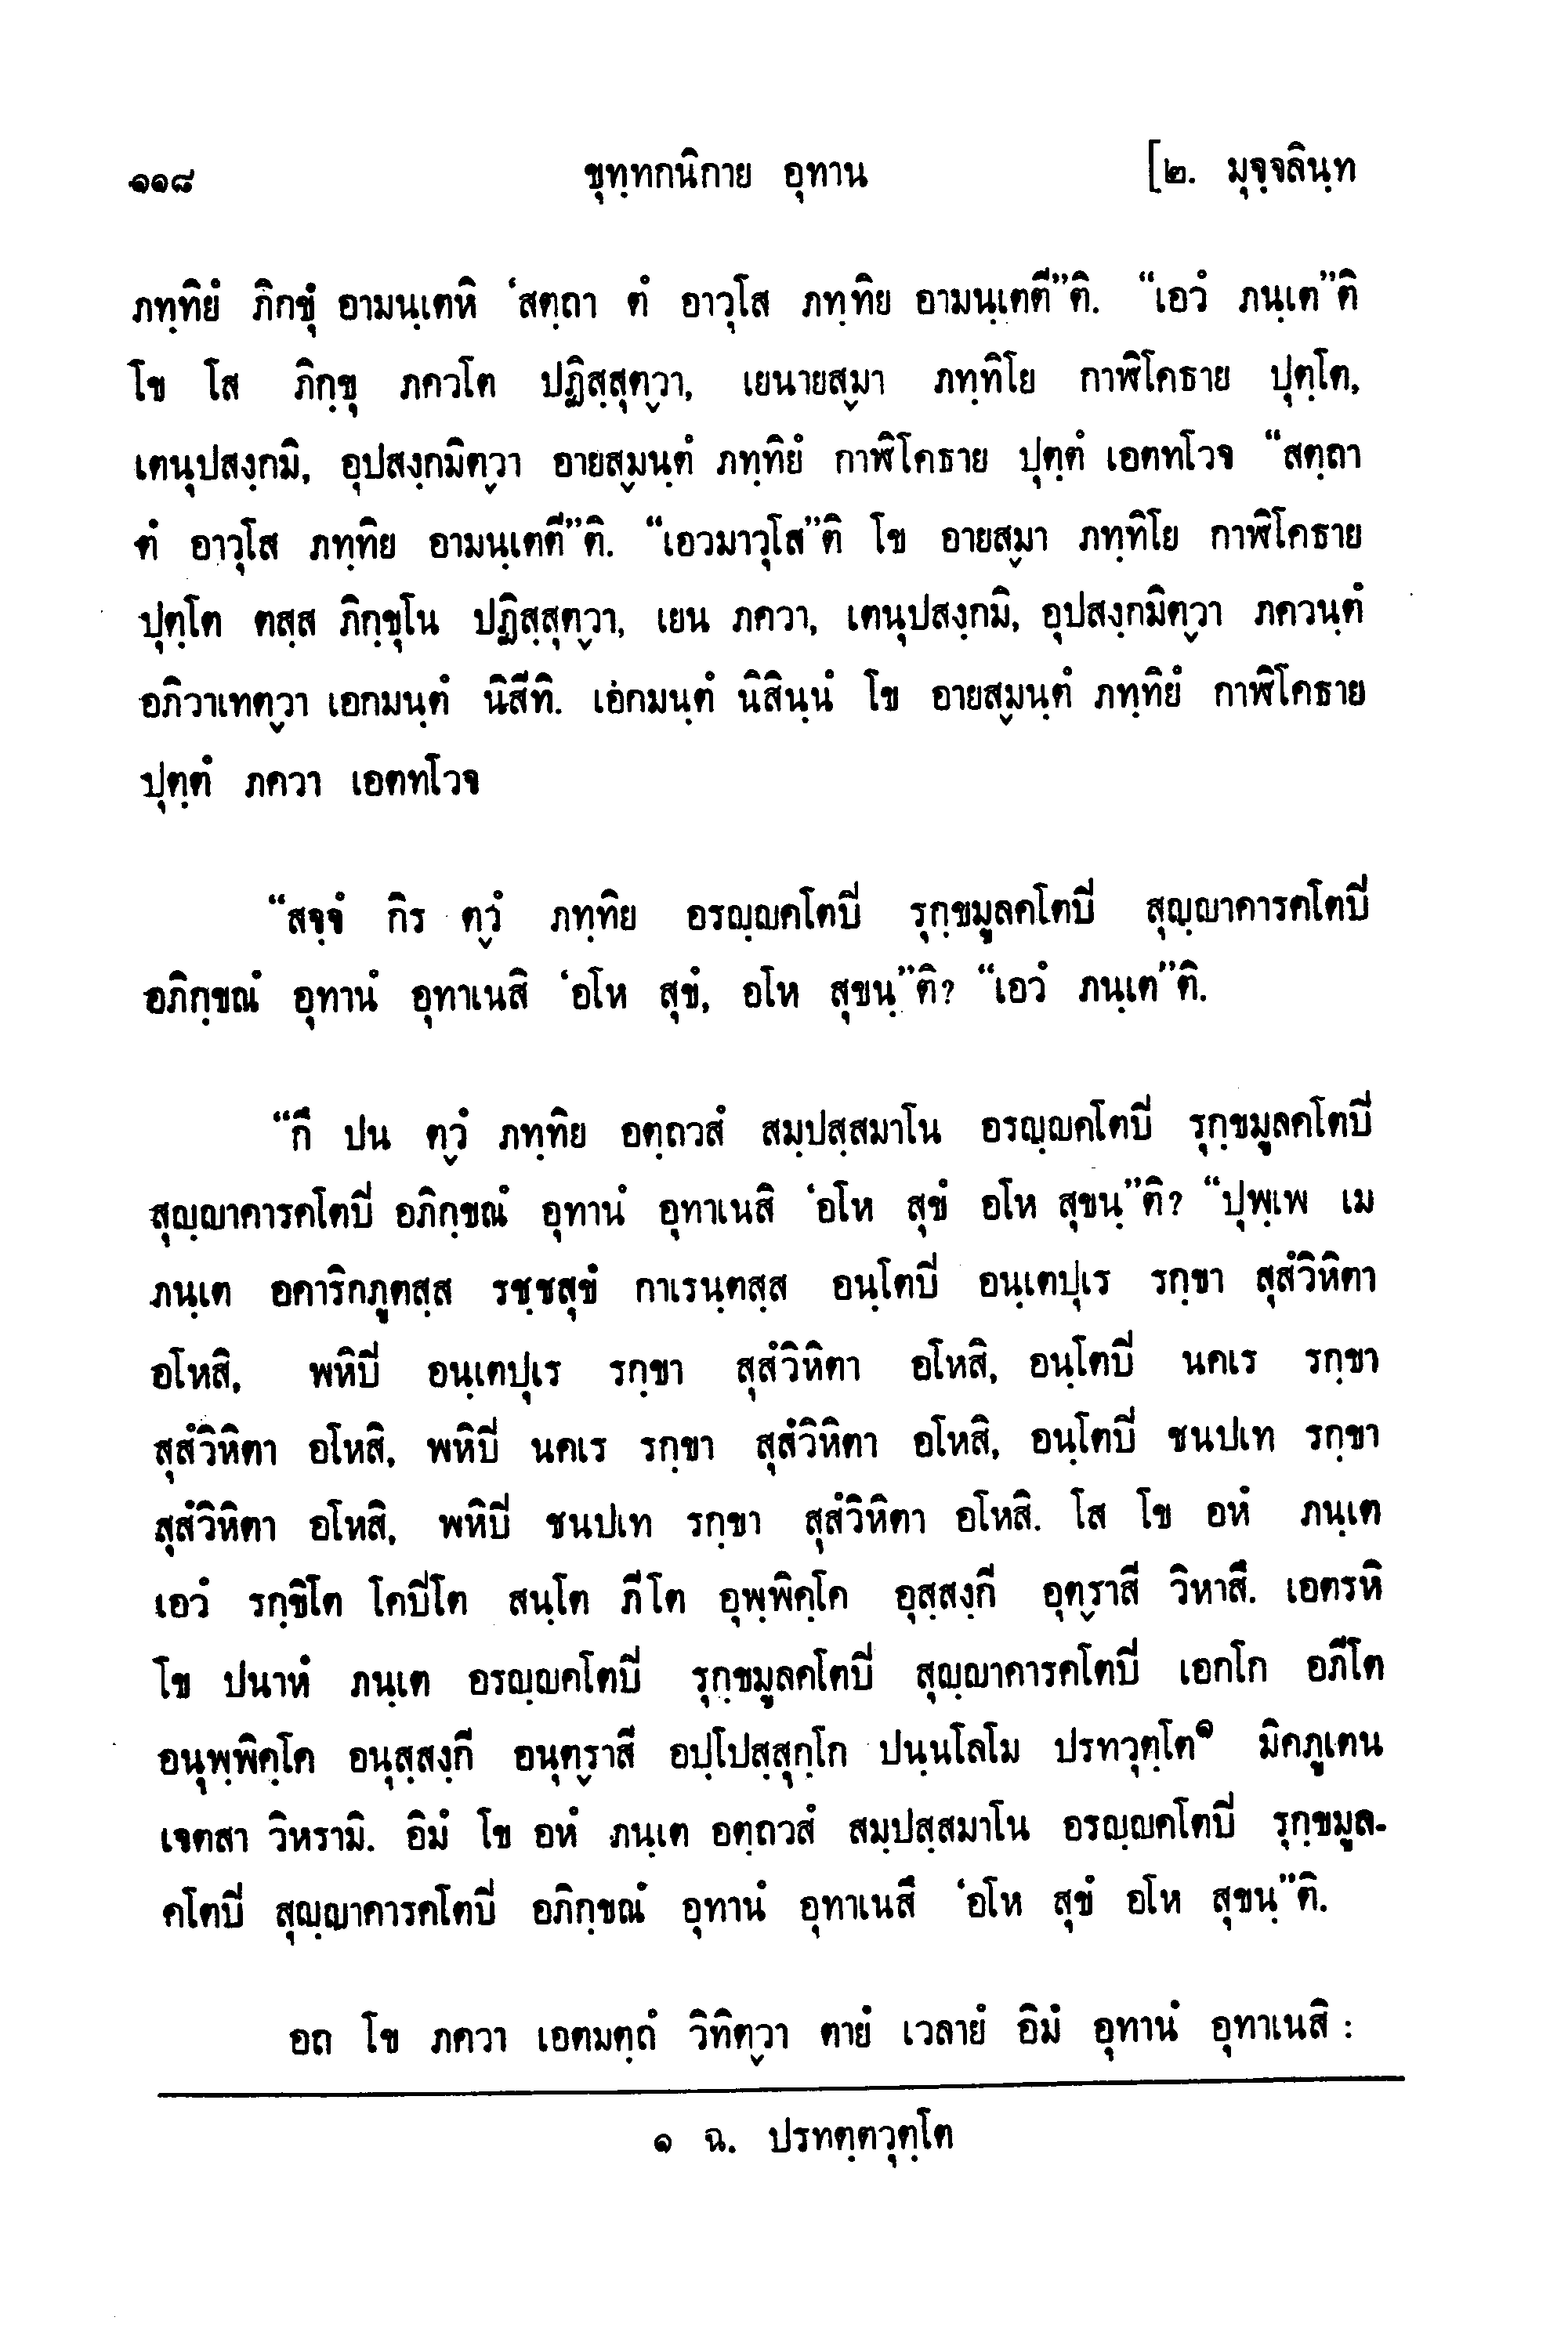 ๑๑๘ ขุทฺทกนิกาย อุทาน [๒. มุจฺจลินฺท
ภทฺทิยํ ภิกขุํ อามนฺเตหิ ‘สตฺถา ตํ อาวุโส ภทฺทิย อามนฺเตตี”ติ. “เอวํ ภนฺเต”ติ
โข โส ภิกฺขุ ภควโต ปฏิสฺสุตฺวา, เยนายสฺมา ภทฺทิโย กาฬิโคธาย ปุตฺโต,
เตนุปสงฺกมิ, อุปสงฺกมิตฺวา อายสฺมนฺตํ ภทฺทิยํ กาฬิโคธาย ปุตฺตํ เอตทโวจ “สตฺถา
ตํ อาวุโส ภทฺทิย อามนฺเตตี”ติ. “เอวมาวุโส”ติ โข อายสฺมา ภทฺทิโย กาฬิโคธาย
ปุตฺโต ตสฺส ภิกฺขุโน ปฏิสฺสุตฺวา, เยน ภควา, เตนุปสงฺกมิ, อุปสงฺกมิตฺวา ภควนฺตํ
อภิวาเทตฺวา เอกมนฺตํ นิสีทิ. เอกมนฺตํ นิสินฺนํ โข อายสฺมนฺตํ ภทฺทิยํ กาฬิโคธาย
ปุตฺตํ ภควา เอตทโวจ
“สจฺจํ กิร ตฺวํ ภทฺทิย อรญฺญคโตปี รุกฺขมูลคโตปี สุญฺญาคารคโตปี
อภิกฺขณํ อุทานํ อุทาเนสิ ‘อโห สุขํ, อโห สุขนฺ”ติ? “เอวํ ภนฺเต”ติ.
“กึ ปน ตฺวํ ภทฺทิย อตฺถวสํ สมฺปสฺสมาโน อรญฺญคโตปี รุกฺขมูลคโตปี
สุญฺญาคารคโตปี อภิกฺขณํ อุทานํ อุทาเนสิ ‘อโห สุขํ อโห สุขนฺ”ติ? “ปุพฺเพ เม
ภนฺเต อคาริกภูตสฺส รชฺชสุขํ กาเรนฺตสฺส อนฺโตปี อนฺเตปุเร รกฺขา สุสํวิหิตา
อโหสิ, พหิปี อนฺเตปุเร รกฺขา สุสํวิหิตา อโหสิ, อนฺโตปี นคเร รกฺขา
สุสํวิหิตา อโหสิ, พหิปี นคเร รกฺขา สุสํวิหิตา อโหสิ, อนฺโตปี ชนปเท รกฺขา
สุสํวิหิตา อโหสิ, พหิปี ชนปเท รกฺขา สุสํวิหิตา อโหสิ. โส โข อหํ ภนฺเต
เอวํ รกฺขิโต โคปิโต สนฺโต ภีโต อุพฺพิคฺโค อุสฺสงฺกี อุตฺราสี วิหาสึ. เอตรหิ
โข ปนาหํ ภนฺเต อรญฺญคโตปี รุกฺขมูลคโตปี สุญฺญาคารคโตปี เอกโก อภีโต
อนุพฺพิคฺโค อนุสฺสงฺกี อนุตฺราสี อปฺโปสฺสุกฺโก ปนฺนโลโม ปรทวุตฺโต๑ มิคภูเตน
เจตสา วิหรามิ. อิมํ โข อหํ ภนฺเต อตฺถวสํ สมฺปสฺสมาโน อรญฺญคโตปี รุกฺขมูล-
คโตปี สุญฺญาคารคโตปี อภิกฺขณํ อุทานํ อุทาเนสึ ‘อโห สุขํ อโห สุขนฺ”ติ.
อถ โข ภควา เอตมตฺถํ วิทิตฺวา ตายํ เวลายํ อิมํ อุทานํ อุทาเนสิ :
๑ ฉ. ปรทตฺตวุตฺโต